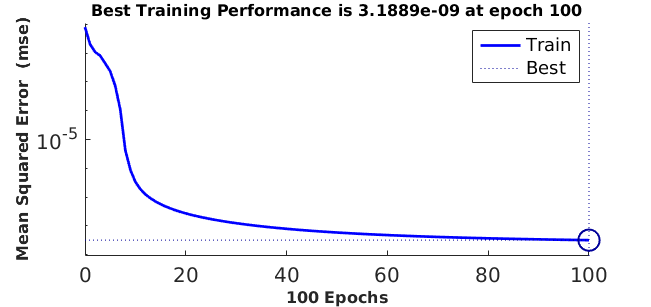 Best Training Performance is 3.1889e-09 at epoch 100
Mean Squared Error (mse)
10-5
Train
Best
0 20 40 60 80 100
100 Epochs